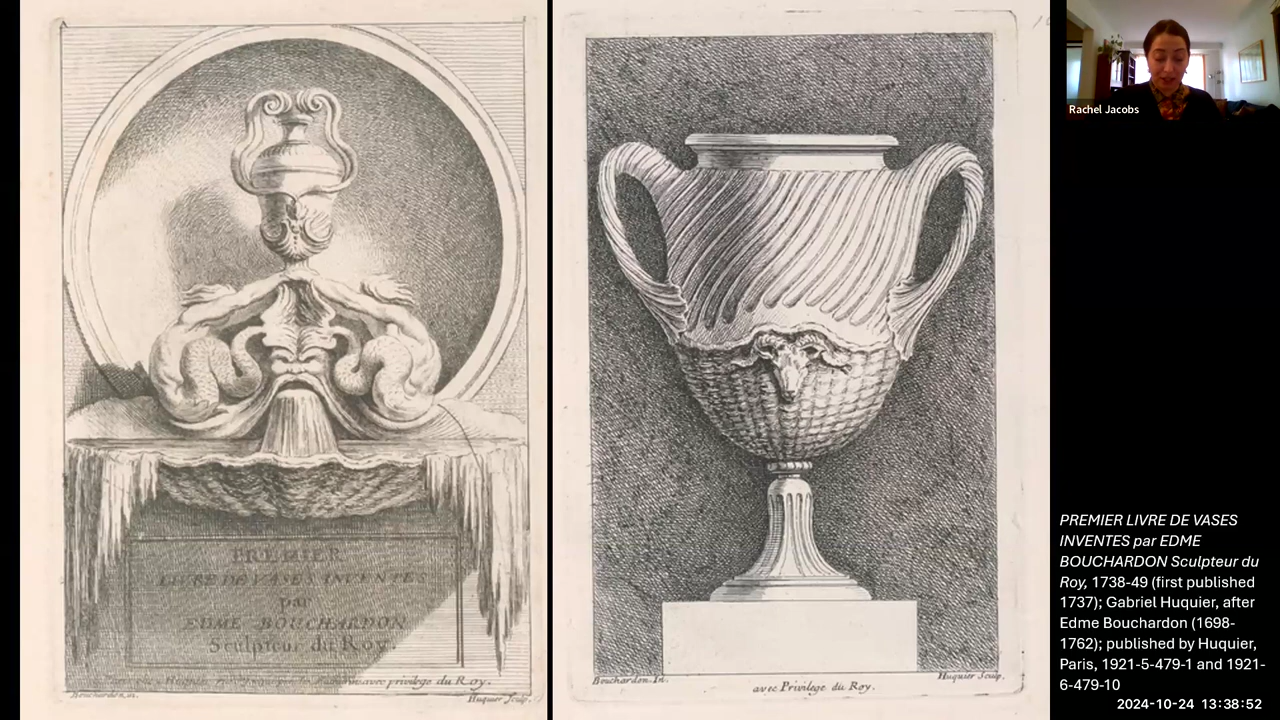 A
PREMIER
LIVRE DE VASES INVENTES
par
EDME BOUCHARDON
Sculpteur du Roy.
avec privilege du Roy.
Bouchardon in.
Huquier Sculp.
Bouchardon In.
Huquier Sculp.
avec Privilege du Roy.
Rachel Jacobs
PREMIER LIVRE DE VASES
INVENTES par EDME
BOUCHARDON Sculpteur du
Roy, 1738-49 (first published
1737); Gabriel Huquier, after
Edme Bouchardon (1698-
1762); published by Huquier,
Paris, 1921-5-479-1 and 1921-
6-479-10
2024-10-24 13:38:52